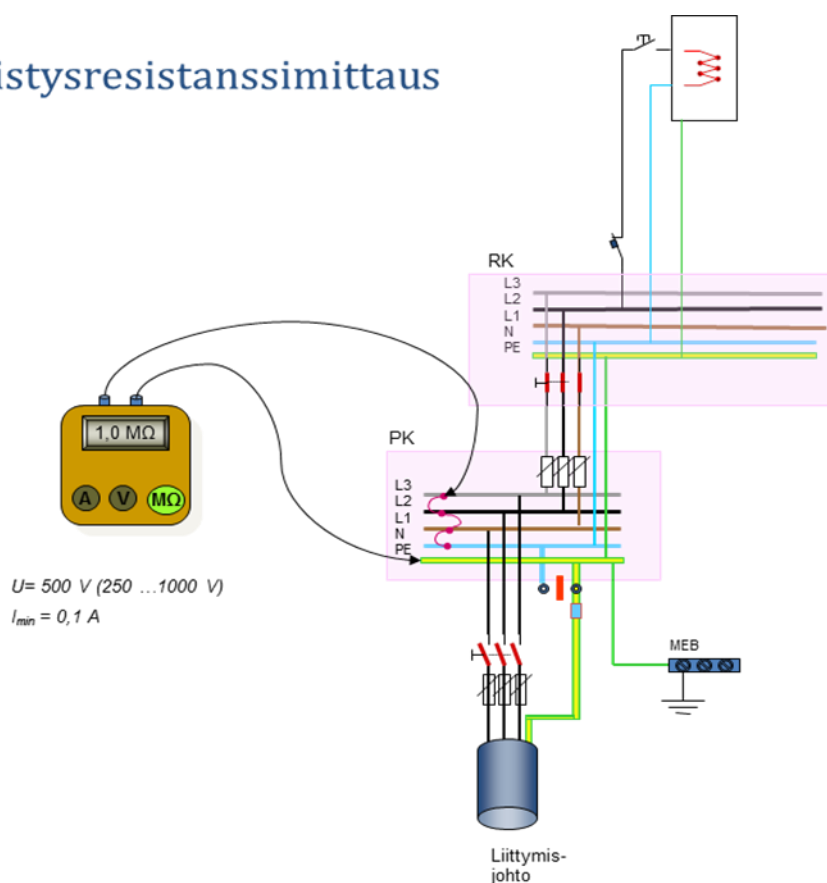 istysresistanssimittaus
RK
L3
L2
L1
N
PE
1,0 MΩ
A V MΩ
PK
L3
L2
L1
N
PE
U= 500 V (250 ...1000 V)
Imin = 0,1 A
MEB
Liittymis-
johto